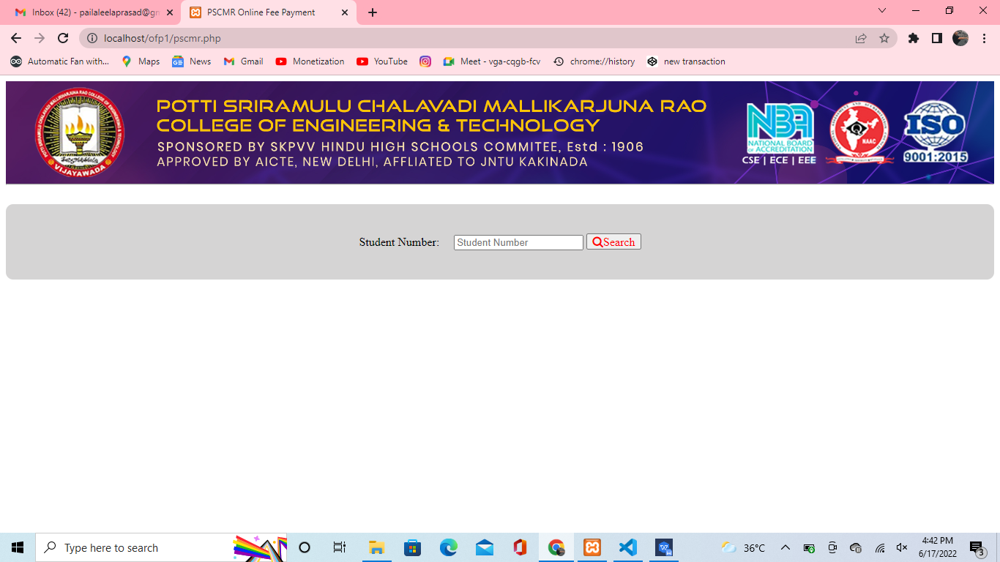 Inbox (42) - pailaleelaprasad@gm
PSCMR Online Fee Payment
localhost/ofp1/pscmr.php
Automatic Fan with...
Maps
News
Gmail
Monetization
YouTube
Meet - vga-cqgb-fcv
chrome://history
new transaction
POTTI SRIRAMULU CHALAVADI MALLIKARJUNA RAO
COLLEGE OF ENGINEERING & TECHNOLOGY
SPONSORED BY SKPVV HINDU HIGH SCHOOLS COMMITEE, Estd : 1906
APPROVED BY AICTE, NEW DELHI, AFFLIATED TO JNTU KAKINADA
VIJAYAWADA
NBA
NATIONAL BOARD
OF ACCREDITATION
CSE | ECE | EEE
NAAC
ISO
9001:2015
Student Number:
Student Number
Search
Type here to search
36°C
4:42 PM
6/17/2022
3